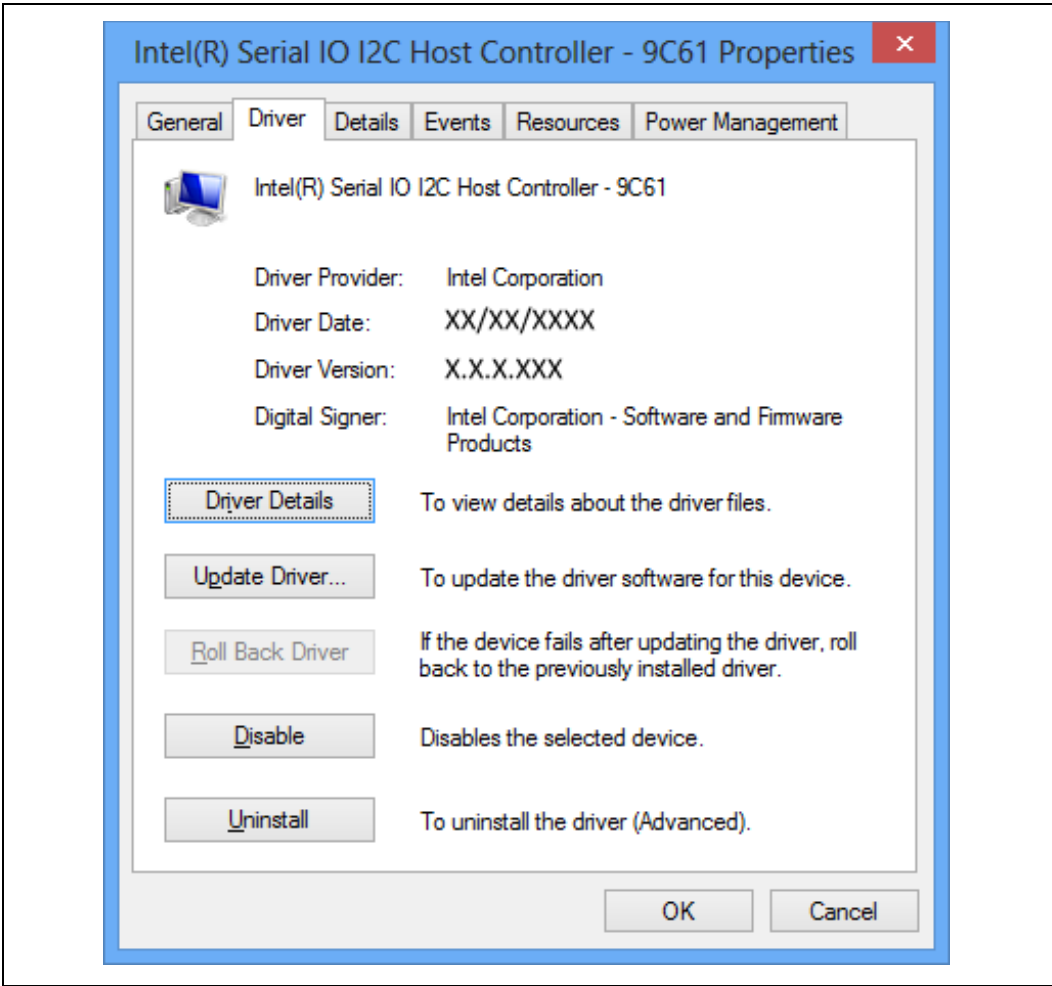 Intel(R) Serial IO I2C Host Controller - 9C61 Properties
General Driver Details Events Resources Power Management
Intel(R) Serial IO I2C Host Controller - 9C61
Driver Provider: Intel Corporation
Driver Date: XX/XX/XXXX
Driver Version: X.X.X.XXX
Digital Signer: Intel Corporation - Software and Firmware
Products
Driver Details To view details about the driver files.
Update Driver... To update the driver software for this device.
Roll Back Driver If the device fails after updating the driver, roll
back to the previously installed driver.
Disable Disables the selected device.
Uninstall To uninstall the driver (Advanced).
OK Cancel